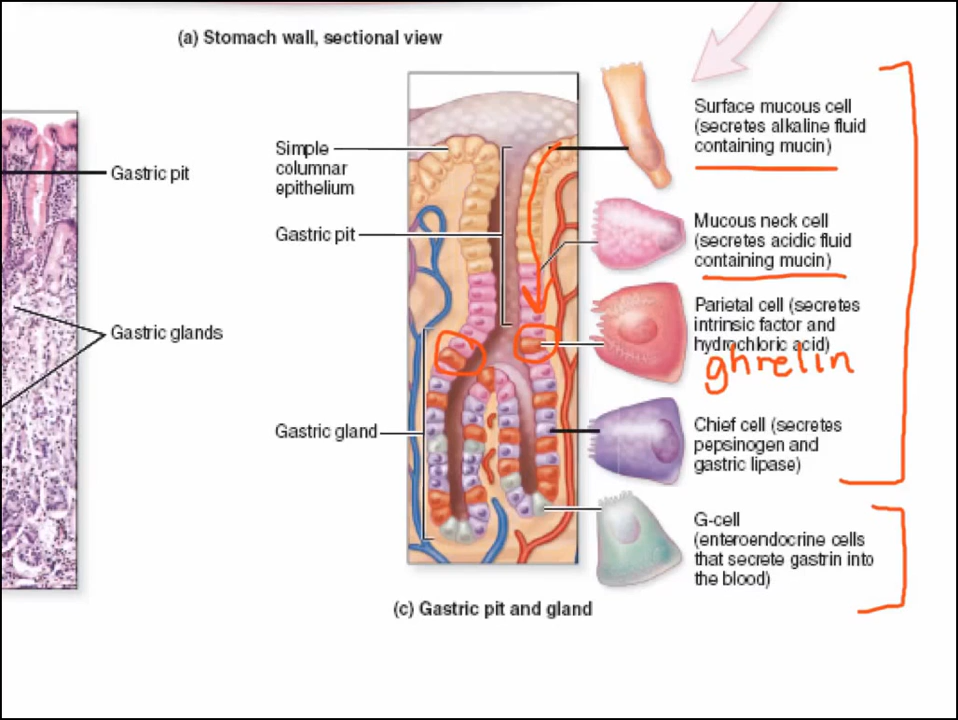 (a) Stomach wall, sectional view
Gastric pit
Gastric glands
Simple
columnar
epithelium
Gastric pit
Gastric gland
Surface mucous cell
(secretes alkaline fluid
containing mucin)
Mucous neck cell
(secretes acidic fluid
containing mucin)
Parietal cell (secretes
intrinsic factor and
hydrochloric acid)
ghrelin
Chief cell (secretes
pepsinogen and
gastric lipase)
G-cell
(enteroendocrine cells
that secrete gastrin into
the blood)
(c) Gastric pit and gland